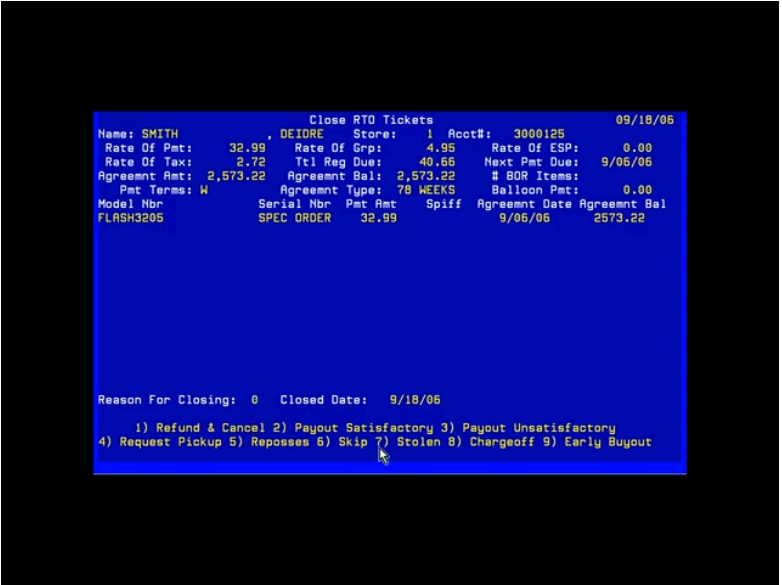 Close RTO Tickets 09/18/06
Name: SMITH , DEIDRE Store: 1 Acct#: 3000125
Rate Of Pmt: 32.99 Rate Of Grp: 4.95 Rate Of ESP: 0.00
Rate Of Tax: 2.72 Ttl Reg Due: 40.66 Next Pmt Due: 9/06/06
Agreemnt Amt: 2,573.22 Agreemnt Bal: 2,573.22 # BOR Items:
Pmt Terms: W Agreemnt Type: 78 WEEKS Balloon Pmt: 0.00
Model Nbr Serial Nbr Pmt Amt Spiff Agreemnt Date Agreemnt Bal
FLASH3205 SPEC ORDER 32.99 9/06/06 2573.22
Reason For Closing: 0 Closed Date: 9/18/06
1) Refund & Cancel 2) Payout Satisfactory 3) Payout Unsatisfactory
4) Request Pickup 5) Reposses 6) Skip 7) Stolen 8) Chargeoff 9) Early Buyout